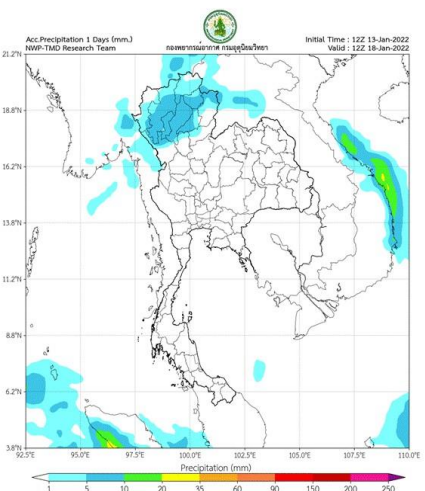 Acc.Precipitation 1 Days (mm.)
Initial Time : 12Z 13-Jan-2022
NWP-TMD Research Team
กองพยากรณ์อากาศ กรมอุตุนิยมวิทยา
Valid : 12Z 18-Jan-2022
21.2°N
18.8°N
16.2°N
13.8°N
11.2°N
8.8°N
6.2°N
3.8°N
92.5°E 95.0°E 97.5°E 100.0°E 102.5°E 105.0°E 107.5°E 110.0°E
Precipitation (mm)
1 5 10 20 35 60 90 150 200 250